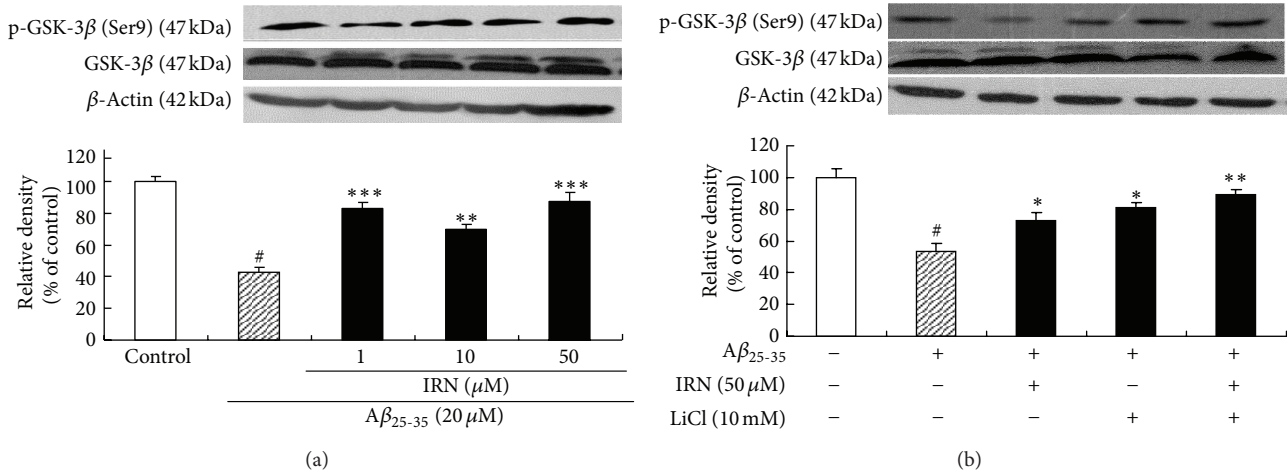 p-GSK-3β (Ser9) (47 kDa)
GSK-3β (47 kDa)
β-Actin (42 kDa)
Relative density
(% of control)
120
100
80
60
40
20
0
#
***
**
***
Control
1
10
50
IRN (μM)
Aβ25-35 (20 μM)
(a)
p-GSK-3β (Ser9) (47 kDa)
GSK-3β (47 kDa)
β-Actin (42 kDa)
Relative density
(% of control)
120
100
80
60
40
20
0
#
*
*
**
Aβ25-35 − + + + +
IRN (50 μM) − − + − +
LiCl (10 mM) − − − + +
(b)